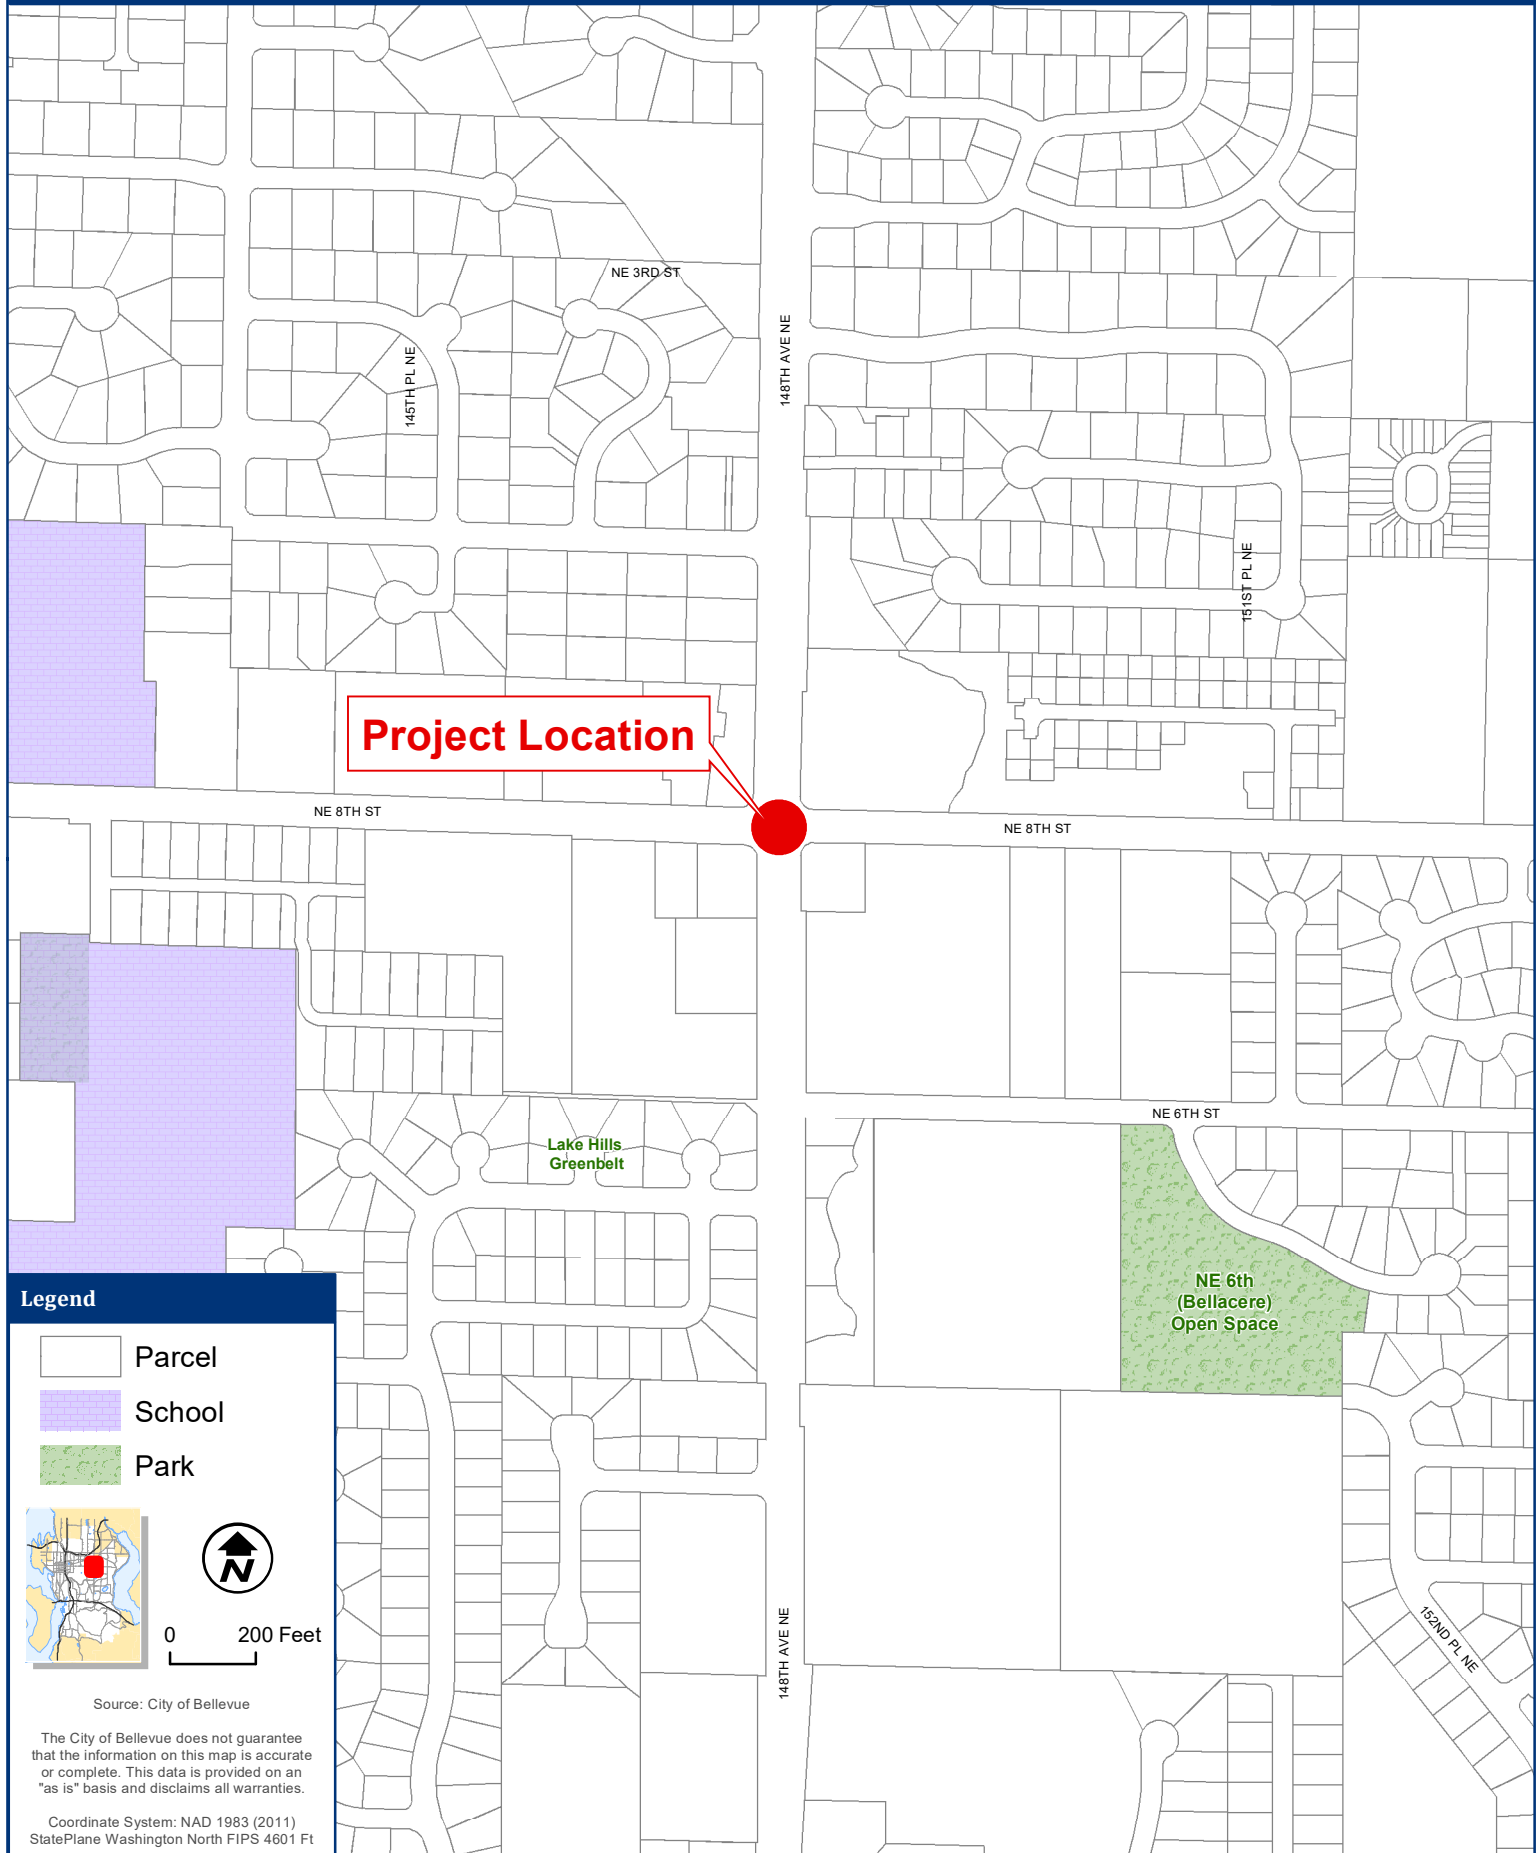 NE 3RD ST
148TH AVE NE
145TH PL NE
151ST PL NE
Project Location
NE 8TH ST
NE 8TH ST
NE 6TH ST
Lake Hills
Greenbelt
NE 6th
(Bellacere)
Open Space
148TH AVE NE
152ND PL NE
Legend
Parcel
School
Park
N
0 200 Feet
Source: City of Bellevue
The City of Bellevue does not guarantee
that the information on this map is accurate
or complete. This data is provided on an
"as is" basis and disclaims all warranties.
Coordinate System: NAD 1983 (2011)
StatePlane Washington North FIPS 4601 Ft